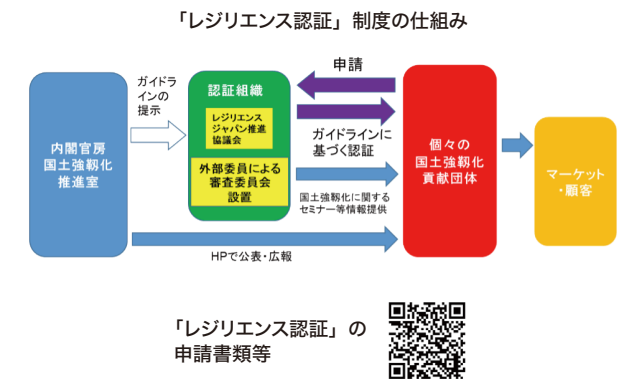 「レジリエンス認証」制度の仕組み
内閣官房
国土強靱化
推進室
ガイドラ
インの
提示
認証組織
レジリエンス
ジャパン推進
協議会
外部委員による
審査委員会
設置
申請
ガイドラインに
基づく認証
国土強靱化に関する
セミナー等情報提供
HPで公表・広報
個々の
国土強靱化
貢献団体
マーケット
・顧客
「レジリエンス認証」の
申請書類等